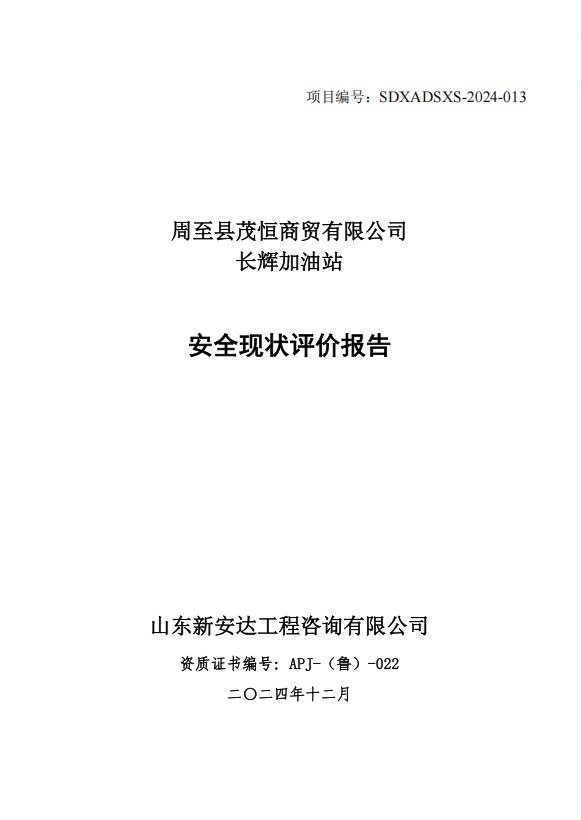 项目编号：SDXADSXS-2024-013
周至县茂恒商贸有限公司
长辉加油站
安全现状评价报告
山东新安达工程咨询有限公司
资质证书编号：APJ-（鲁）-022
二〇二四年十二月